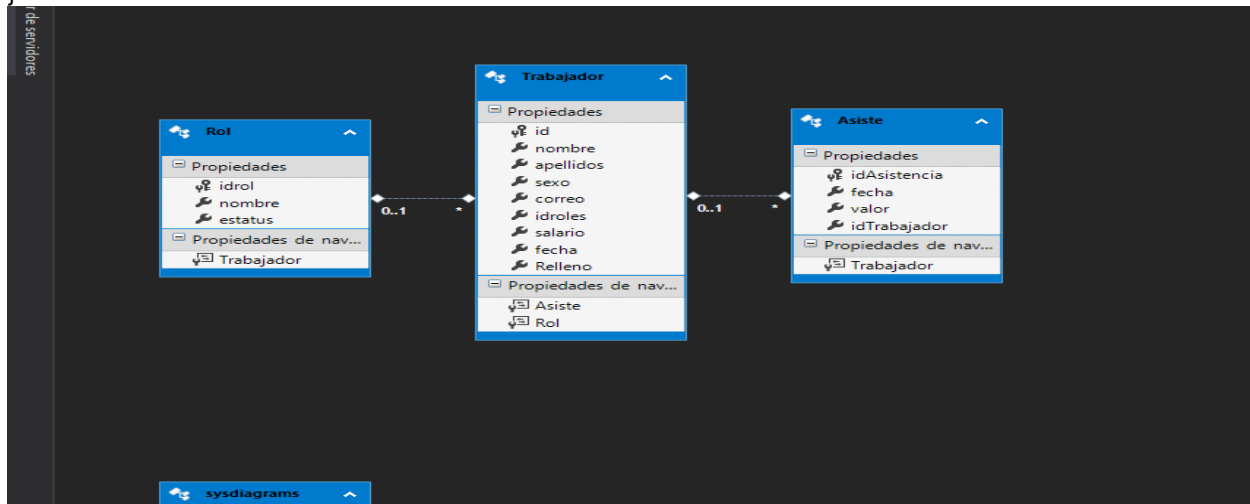 r de servidores
Rol
Propiedades
idrol
nombre
estatus
Propiedades de nav...
Trabajador
0..1
*
Trabajador
Propiedades
id
nombre
apellidos
sexo
correo
idroles
salario
fecha
Relleno
Propiedades de nav...
Asiste
Rol
0..1
*
Asiste
Propiedades
idAsistencia
fecha
valor
idTrabajador
Propiedades de nav...
Trabajador
sysdiagrams